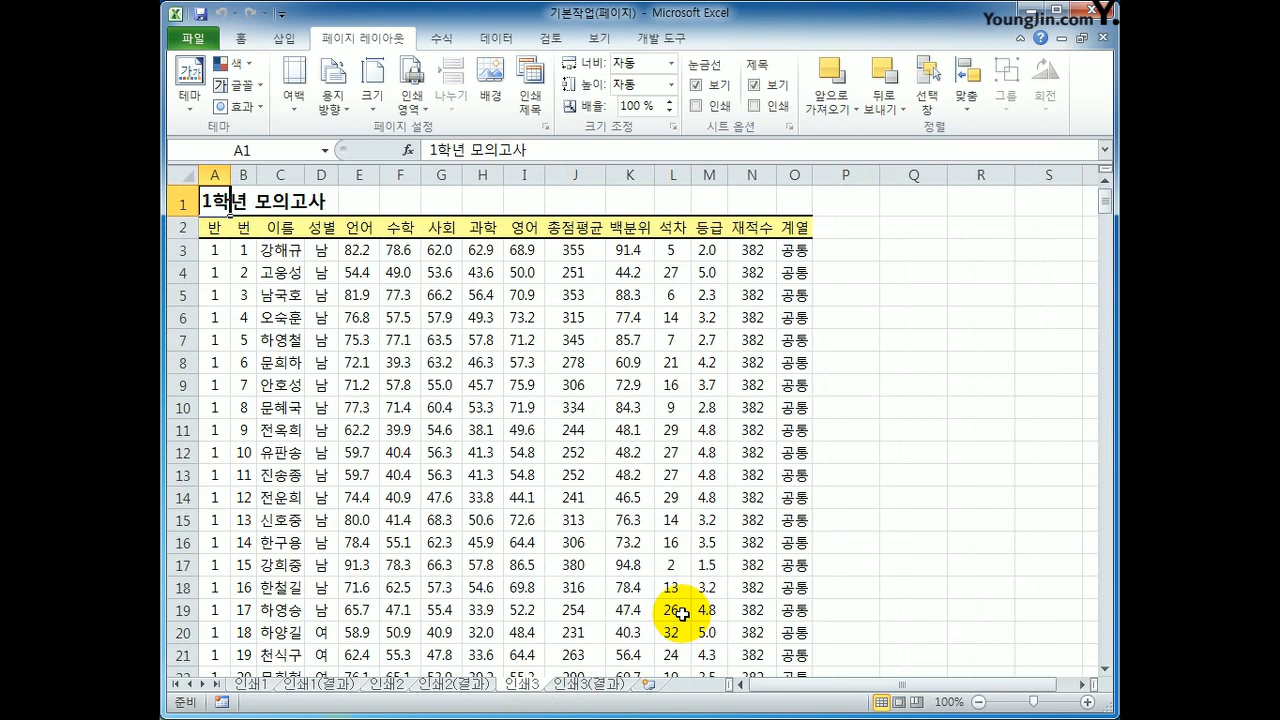 기본작업(페이지) - Microsoft Excel
YoungJin.com Y.
파일 홈 삽입 페이지 레이아웃 수식 데이터 검토 보기 개발 도구
색 너비: 자동 눈금선 제목
가가 글꼴 높이: 자동 보기 보기
테마 효과 여백 용지 방향 크기 인쇄 영역 나누기 배경 인쇄 제목 배율: 100 % 인쇄 인쇄 앞으로 가져오기 뒤로 보내기 선택 창 맞춤 그룹 회전
테마 페이지 설정 크기 조정 시트 옵션 정렬
A1 fx 1학년 모의고사
A B C D E F G H I J K L M N O P Q R S
1 1학년 모의고사
2 반 번 이름 성별 언어 수학 사회 과학 영어 총점평균 백분위 석차 등급 재적수 계열
3 1 1 강해규 남 82.2 78.6 62.0 62.9 68.9 355 91.4 5 2.0 382 공통
4 1 2 고웅성 남 54.4 49.0 53.6 43.6 50.0 251 44.2 27 5.0 382 공통
5 1 3 남국호 남 81.9 77.3 66.2 56.4 70.9 353 88.3 6 2.3 382 공통
6 1 4 오숙훈 남 76.8 57.5 57.9 49.3 73.2 315 77.4 14 3.2 382 공통
7 1 5 하영철 남 75.3 77.1 63.5 57.8 71.2 345 85.7 7 2.7 382 공통
8 1 6 문희하 남 72.1 39.3 63.2 46.3 57.3 278 60.9 21 4.2 382 공통
9 1 7 안호성 남 71.2 57.8 55.0 45.7 75.9 306 72.9 16 3.7 382 공통
10 1 8 문혜국 남 77.3 71.4 60.4 53.3 71.9 334 84.3 9 2.8 382 공통
11 1 9 전옥희 남 62.2 39.9 54.6 38.1 49.6 244 48.1 29 4.8 382 공통
12 1 10 유판송 남 59.7 40.4 56.3 41.3 54.8 252 48.2 27 4.8 382 공통
13 1 11 진송종 남 59.7 40.4 56.3 41.3 54.8 252 48.2 27 4.8 382 공통
14 1 12 전운희 남 74.4 40.9 47.6 33.8 44.1 241 46.5 29 4.8 382 공통
15 1 13 신호중 남 80.0 41.4 68.3 50.6 72.6 313 76.3 14 3.2 382 공통
16 1 14 한구용 남 78.4 55.1 62.3 45.9 64.4 306 73.2 16 3.5 382 공통
17 1 15 강희중 남 91.3 78.3 66.3 57.8 86.5 380 94.8 2 1.5 382 공통
18 1 16 한철길 남 71.6 62.5 57.3 54.6 69.8 316 78.4 13 3.2 382 공통
19 1 17 하영승 남 65.7 47.1 55.4 33.9 52.2 254 47.4 26 4.8 382 공통
20 1 18 하양길 여 58.9 50.9 40.9 32.0 48.4 231 40.3 32 5.0 382 공통
21 1 19 천식구 여 62.4 55.3 47.8 33.6 64.4 263 56.4 24 4.3 382 공통
인쇄1 인쇄1(결과) 인쇄2 인쇄2(결과) 인쇄3 인쇄3(결과)
준비 100%